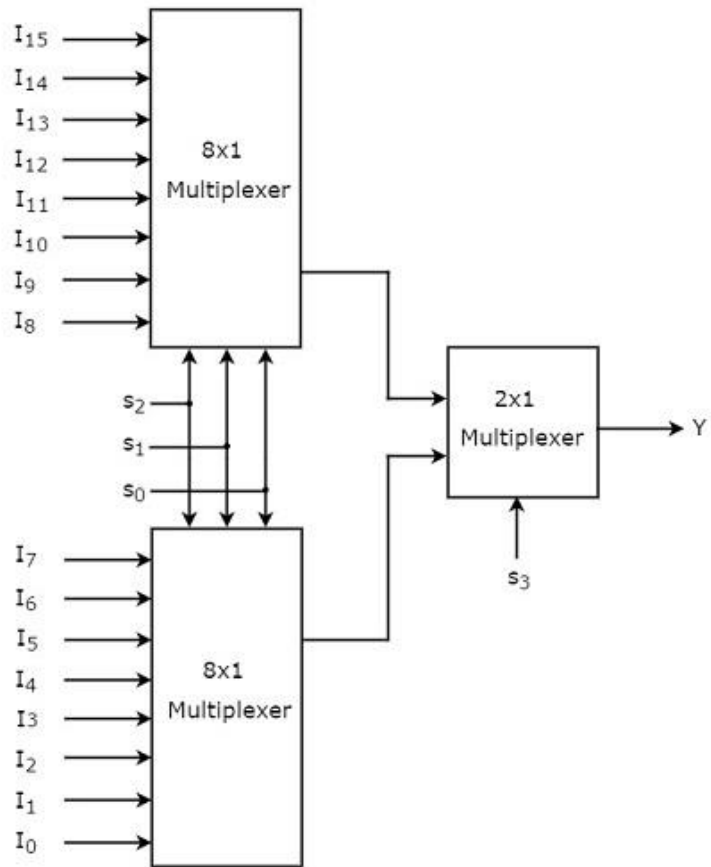 I15
I14
I13
I12
I11
I10
I9
I8
8x1
Multiplexer
s2
s1
s0
2x1
Multiplexer
Y
s3
I7
I6
I5
I4
I3
I2
I1
I0
8x1
Multiplexer